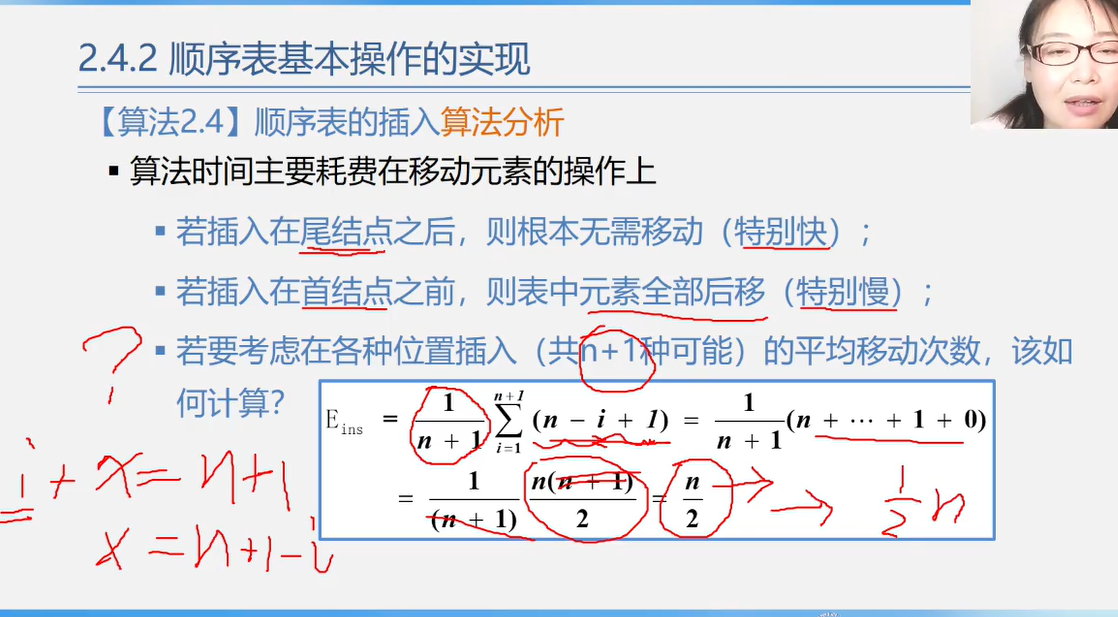 2.4.2 顺序表基本操作的实现
【算法2.4】顺序表的插入算法分析
▪ 算法时间主要耗费在移动元素的操作上
▪ 若插入在尾结点之后，则根本无需移动（特别快）；
▪ 若插入在首结点之前，则表中元素全部后移（特别慢）；
? ▪ 若要考虑在各种位置插入（共n+1种可能）的平均移动次数，该如
何计算？
E_ins = \frac{1}{n + 1} \sum_{i=1}^{n+1} (n − i + 1) = \frac{1}{n + 1} (n + ⋯ + 1 + 0)
= \frac{1}{(n + 1)} \frac{n(n + 1)}{2} = \frac{n}{2} → → \frac{1}{2} n
i + x = n+1
x = n+1-i